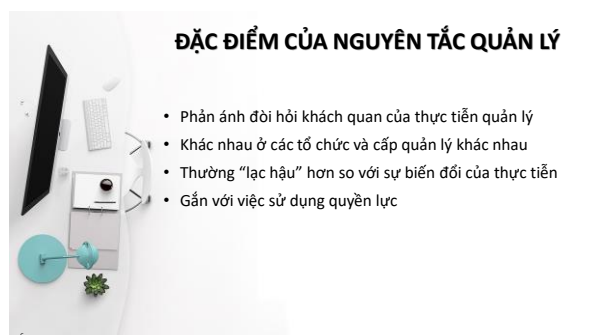 ĐẶC ĐIỂM CỦA NGUYÊN TẮC QUẢN LÝ
• Phản ánh đòi hỏi khách quan của thực tiễn quản lý
• Khác nhau ở các tổ chức và cấp quản lý khác nhau
• Thường “lạc hậu” hơn so với sự biến đổi của thực tiễn
• Gắn với việc sử dụng quyền lực